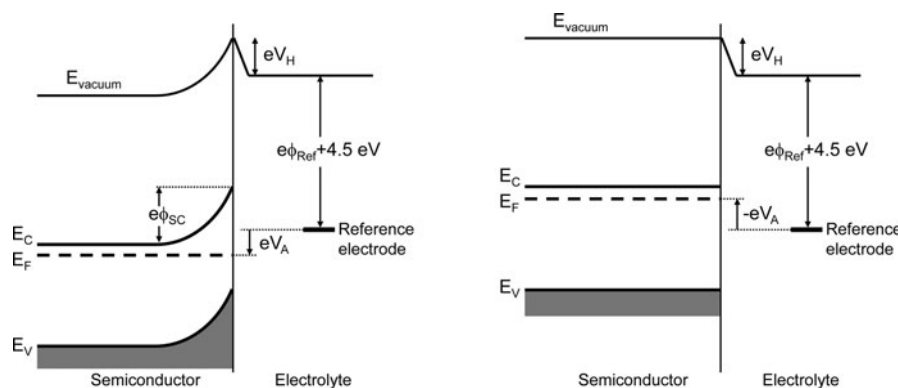 E_vacuum
eV_H
eϕ_Ref+4.5 eV
eϕ_SC
E_C
E_F
eV_A
Reference
electrode
E_V
Semiconductor
Electrolyte
E_vacuum
eV_H
eϕ_Ref+4.5 eV
E_C
E_F
-eV_A
Reference
electrode
E_V
Semiconductor
Electrolyte